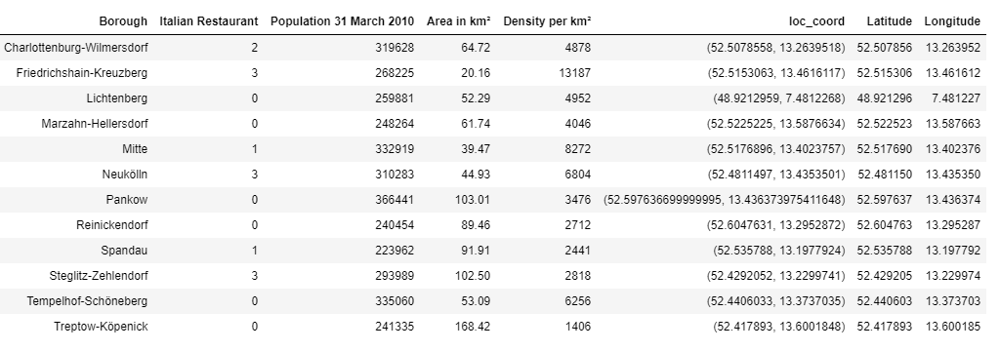 Borough Italian Restaurant Population 31 March 2010 Area in km² Density per km² loc_coord Latitude Longitude
Charlottenburg-Wilmersdorf 2 319628 64.72 4878 (52.5078558, 13.2639518) 52.507856 13.263952
Friedrichshain-Kreuzberg 3 268225 20.16 13187 (52.5153063, 13.4616117) 52.515306 13.461612
Lichtenberg 0 259881 52.29 4952 (48.9212959, 7.4812268) 48.921296 7.481227
Marzahn-Hellersdorf 0 248264 61.74 4046 (52.5225225, 13.5876634) 52.522523 13.587663
Mitte 1 332919 39.47 8272 (52.5176896, 13.4023757) 52.517690 13.402376
Neukölln 3 310283 44.93 6804 (52.4811497, 13.4353501) 52.481150 13.435350
Pankow 0 366441 103.01 3476 (52.597636699999995, 13.436373975411648) 52.597637 13.436374
Reinickendorf 0 240454 89.46 2712 (52.6047631, 13.2952872) 52.604763 13.295287
Spandau 1 223962 91.91 2441 (52.535788, 13.1977924) 52.535788 13.197792
Steglitz-Zehlendorf 3 293989 102.50 2818 (52.4292052, 13.2299741) 52.429205 13.229974
Tempelhof-Schöneberg 0 335060 53.09 6256 (52.4406033, 13.3737035) 52.440603 13.373703
Treptow-Köpenick 0 241335 168.42 1406 (52.417893, 13.6001848) 52.417893 13.600185